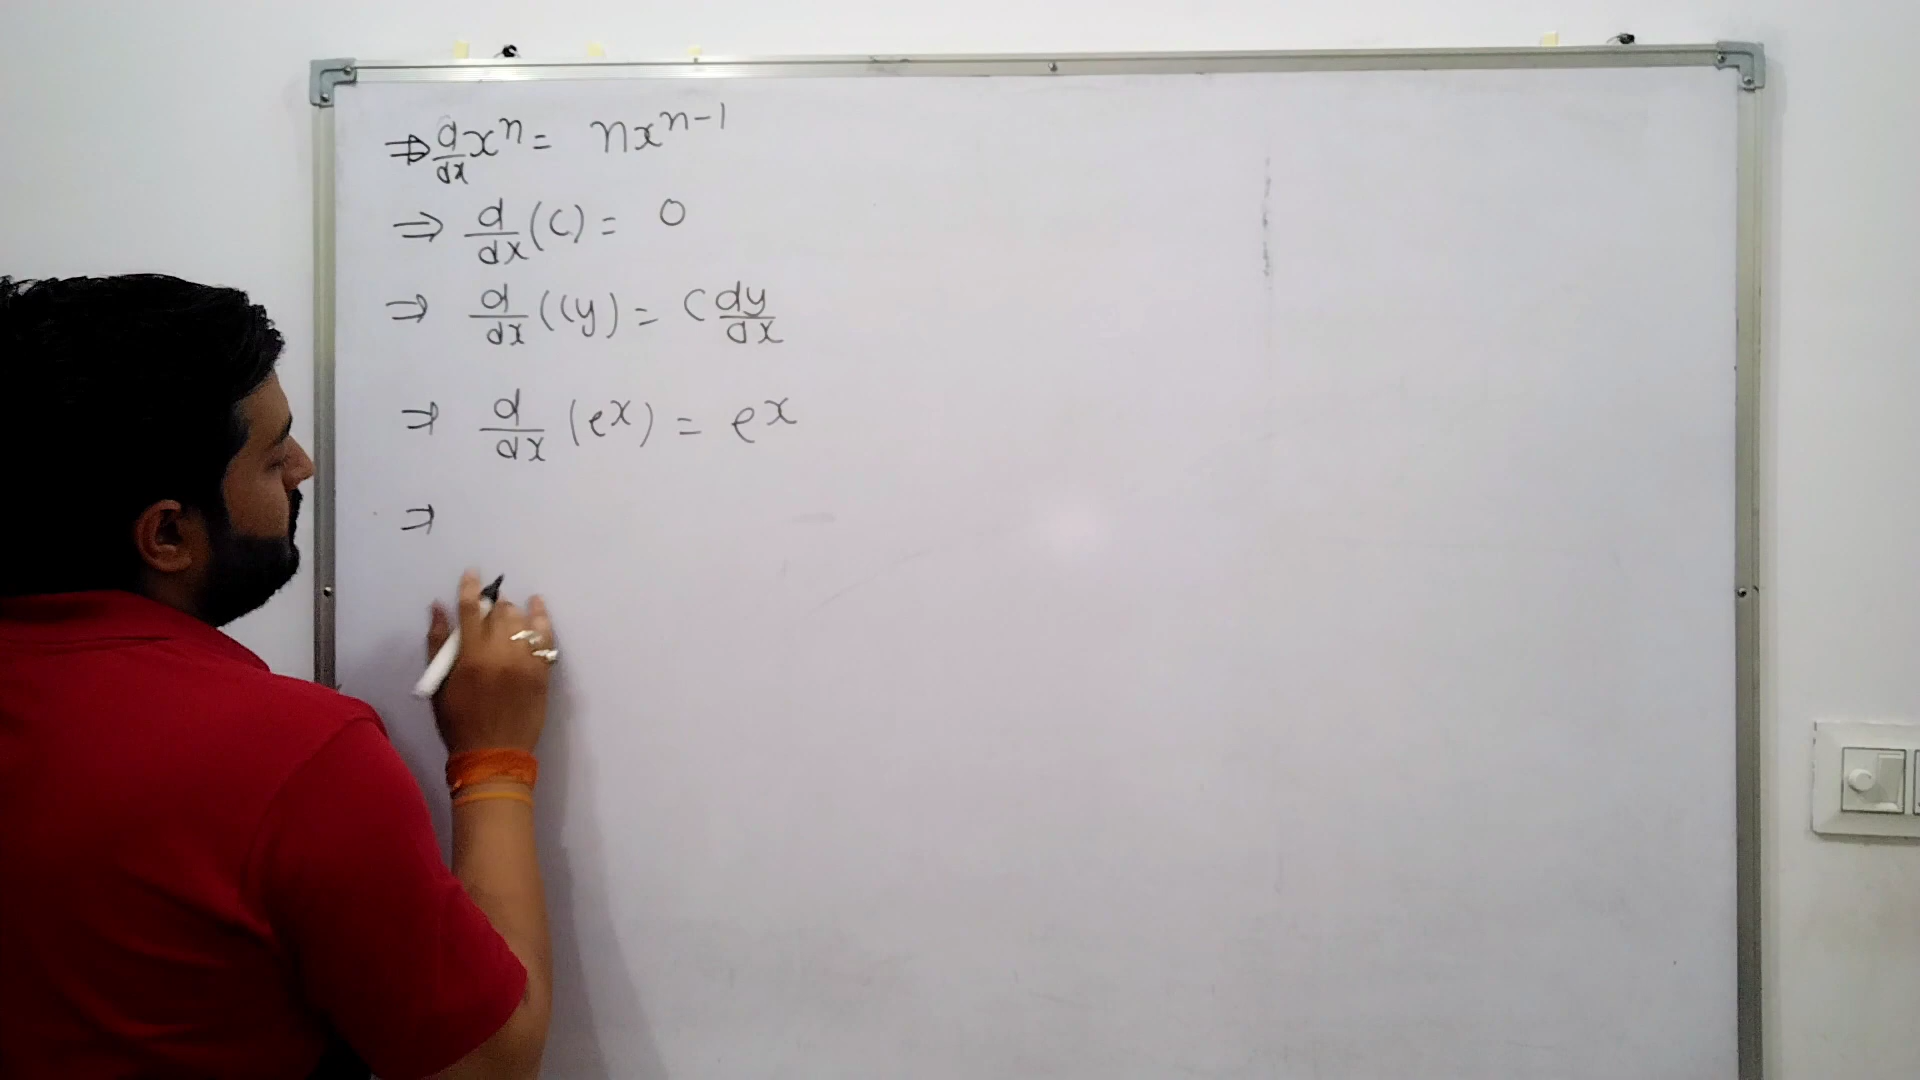 ⇒ d/dx xⁿ = nxⁿ⁻¹
⇒ d/dx (c) = 0
⇒ d/dx (cy) = c dy/dx
⇒ d/dx (eˣ) = eˣ
⇒